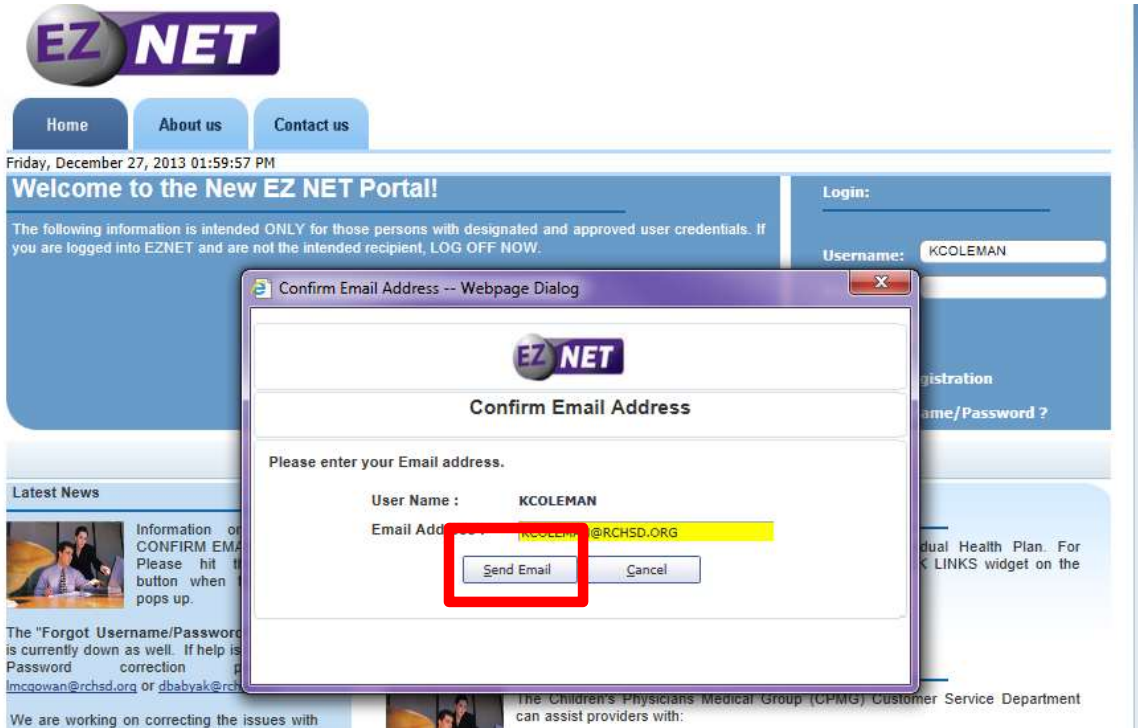 EZ NET
Home About us Contact us
Friday, December 27, 2013 01:59:57 PM
Welcome to the New EZ NET Portal!
The following information is intended ONLY for those persons with designated and approved user credentials. If
you are logged into EZNET and are not the intended recipient, LOG OFF NOW.
Login:
Username: KCOLEMAN
gistration
ame/Password ?
Confirm Email Address -- Webpage Dialog
X
EZ NET
Confirm Email Address
Please enter your Email address.
User Name : KCOLEMAN
Email Add : KCOLEMAN@RCHSD.ORG
Send Email Cancel
Latest News
Information
CONFIRM
Please hit
button when
pops up.
The "Forgot Username/Password
is currently down as well. If help is
Password correction
lmcgowan@rchsd.org or dbabyak@rch
We are working on correcting the issues with
dual Health Plan. For
LINKS widget on the
The Children's Physicians Medical Group (CPMG) Customer Service Department
can assist providers with: